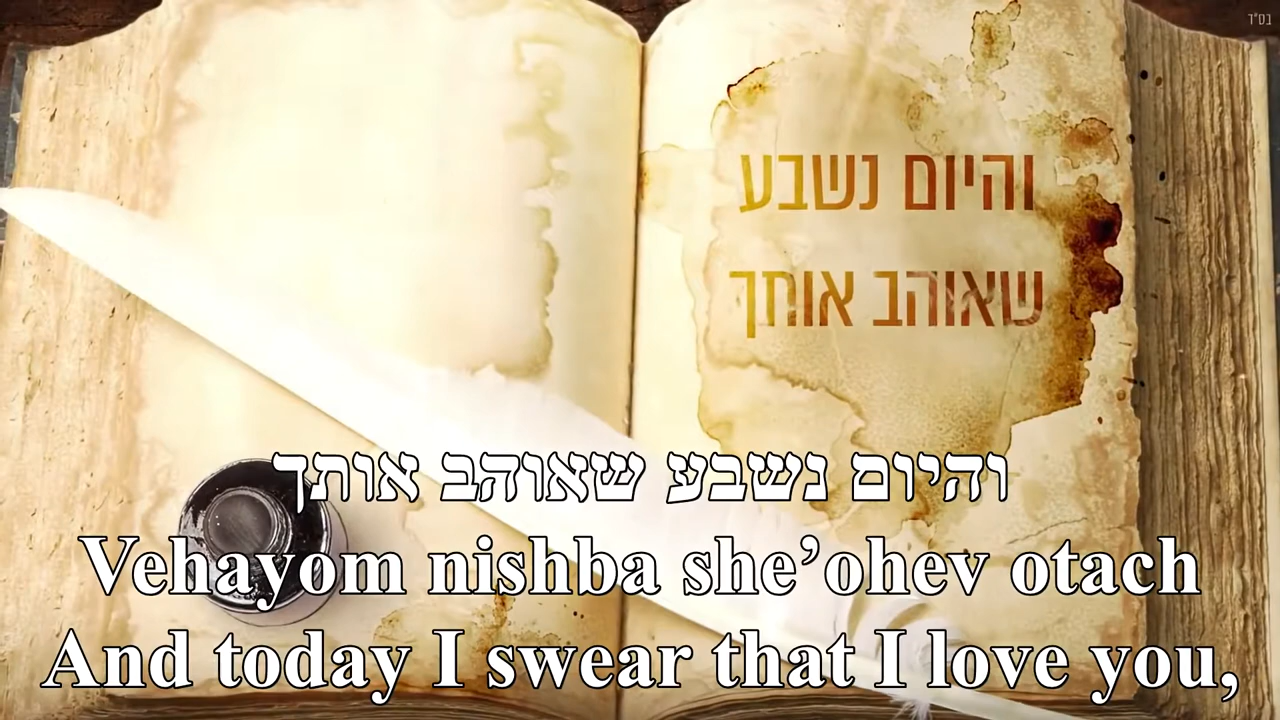 בס"ד
והיום נשבע
שאוהב אותך
והיום נשבע שאוהב אותך
Vehayom nishba she’ohev otach
And today I swear that I love you,